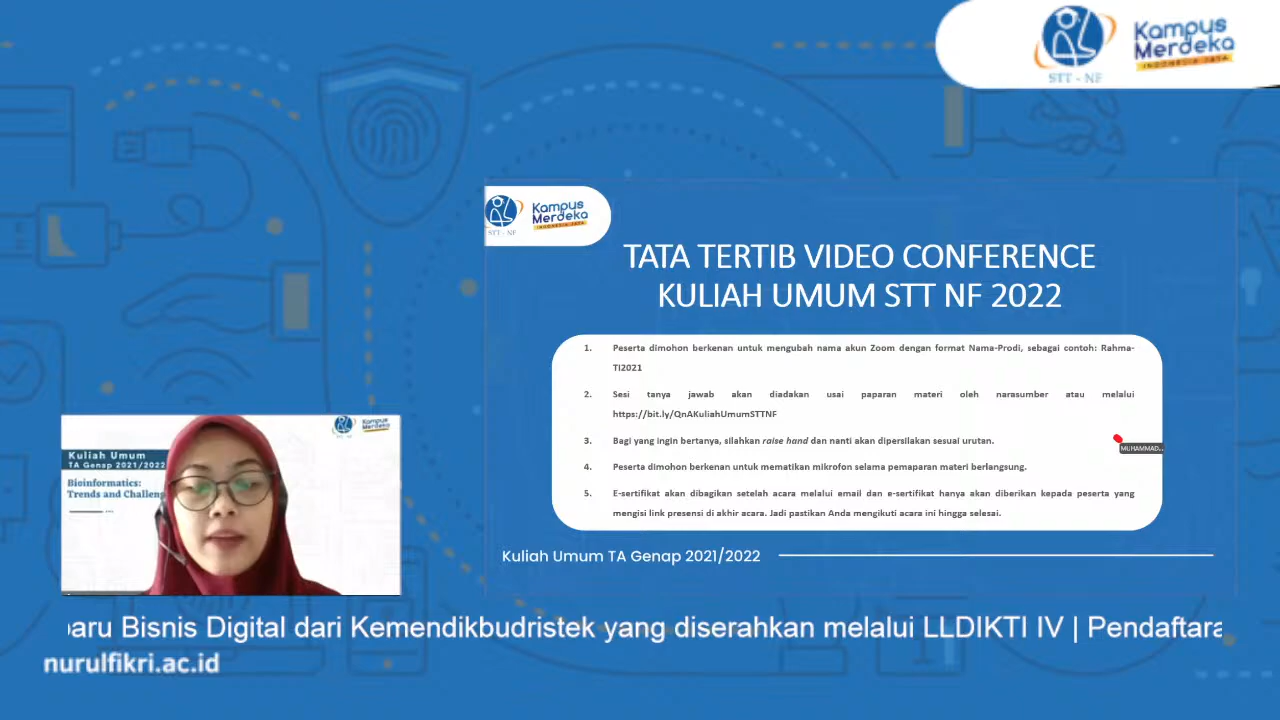 STT - NF
Kampus
Merdeka
INDONESIA JAYA
STT - NF
Kampus
Merdeka
INDONESIA JAYA
TATA TERTIB VIDEO CONFERENCE
KULIAH UMUM STT NF 2022
1. Peserta dimohon berkenan untuk mengubah nama akun Zoom dengan format Nama-Prodi, sebagai contoh: Rahma-
TI2021
2. Sesi tanya jawab akan diadakan usai paparan materi oleh narasumber atau melalui
https://bit.ly/QnAKuliahUmumSTTNF
3. Bagi yang ingin bertanya, silahkan raise hand dan nanti akan dipersilakan sesuai urutan.
MUHAMMAD...
4. Peserta dimohon berkenan untuk mematikan mikrofon selama pemaparan materi berlangsung.
5. E-sertifikat akan dibagikan setelah acara melalui email dan e-sertifikat hanya akan diberikan kepada peserta yang
mengisi link presensi di akhir acara. Jadi pastikan Anda mengikuti acara ini hingga selesai.
Kuliah Umum TA Genap 2021/2022
Kampus
Merdeka
Kuliah Umum
TA Genap 2021/2022
Bioinformatics:
Trends and Challeng
baru Bisnis Digital dari Kemendikbudristek yang diserahkan melalui LLDIKTI IV | Pendaftara
nurulfikri.ac.id